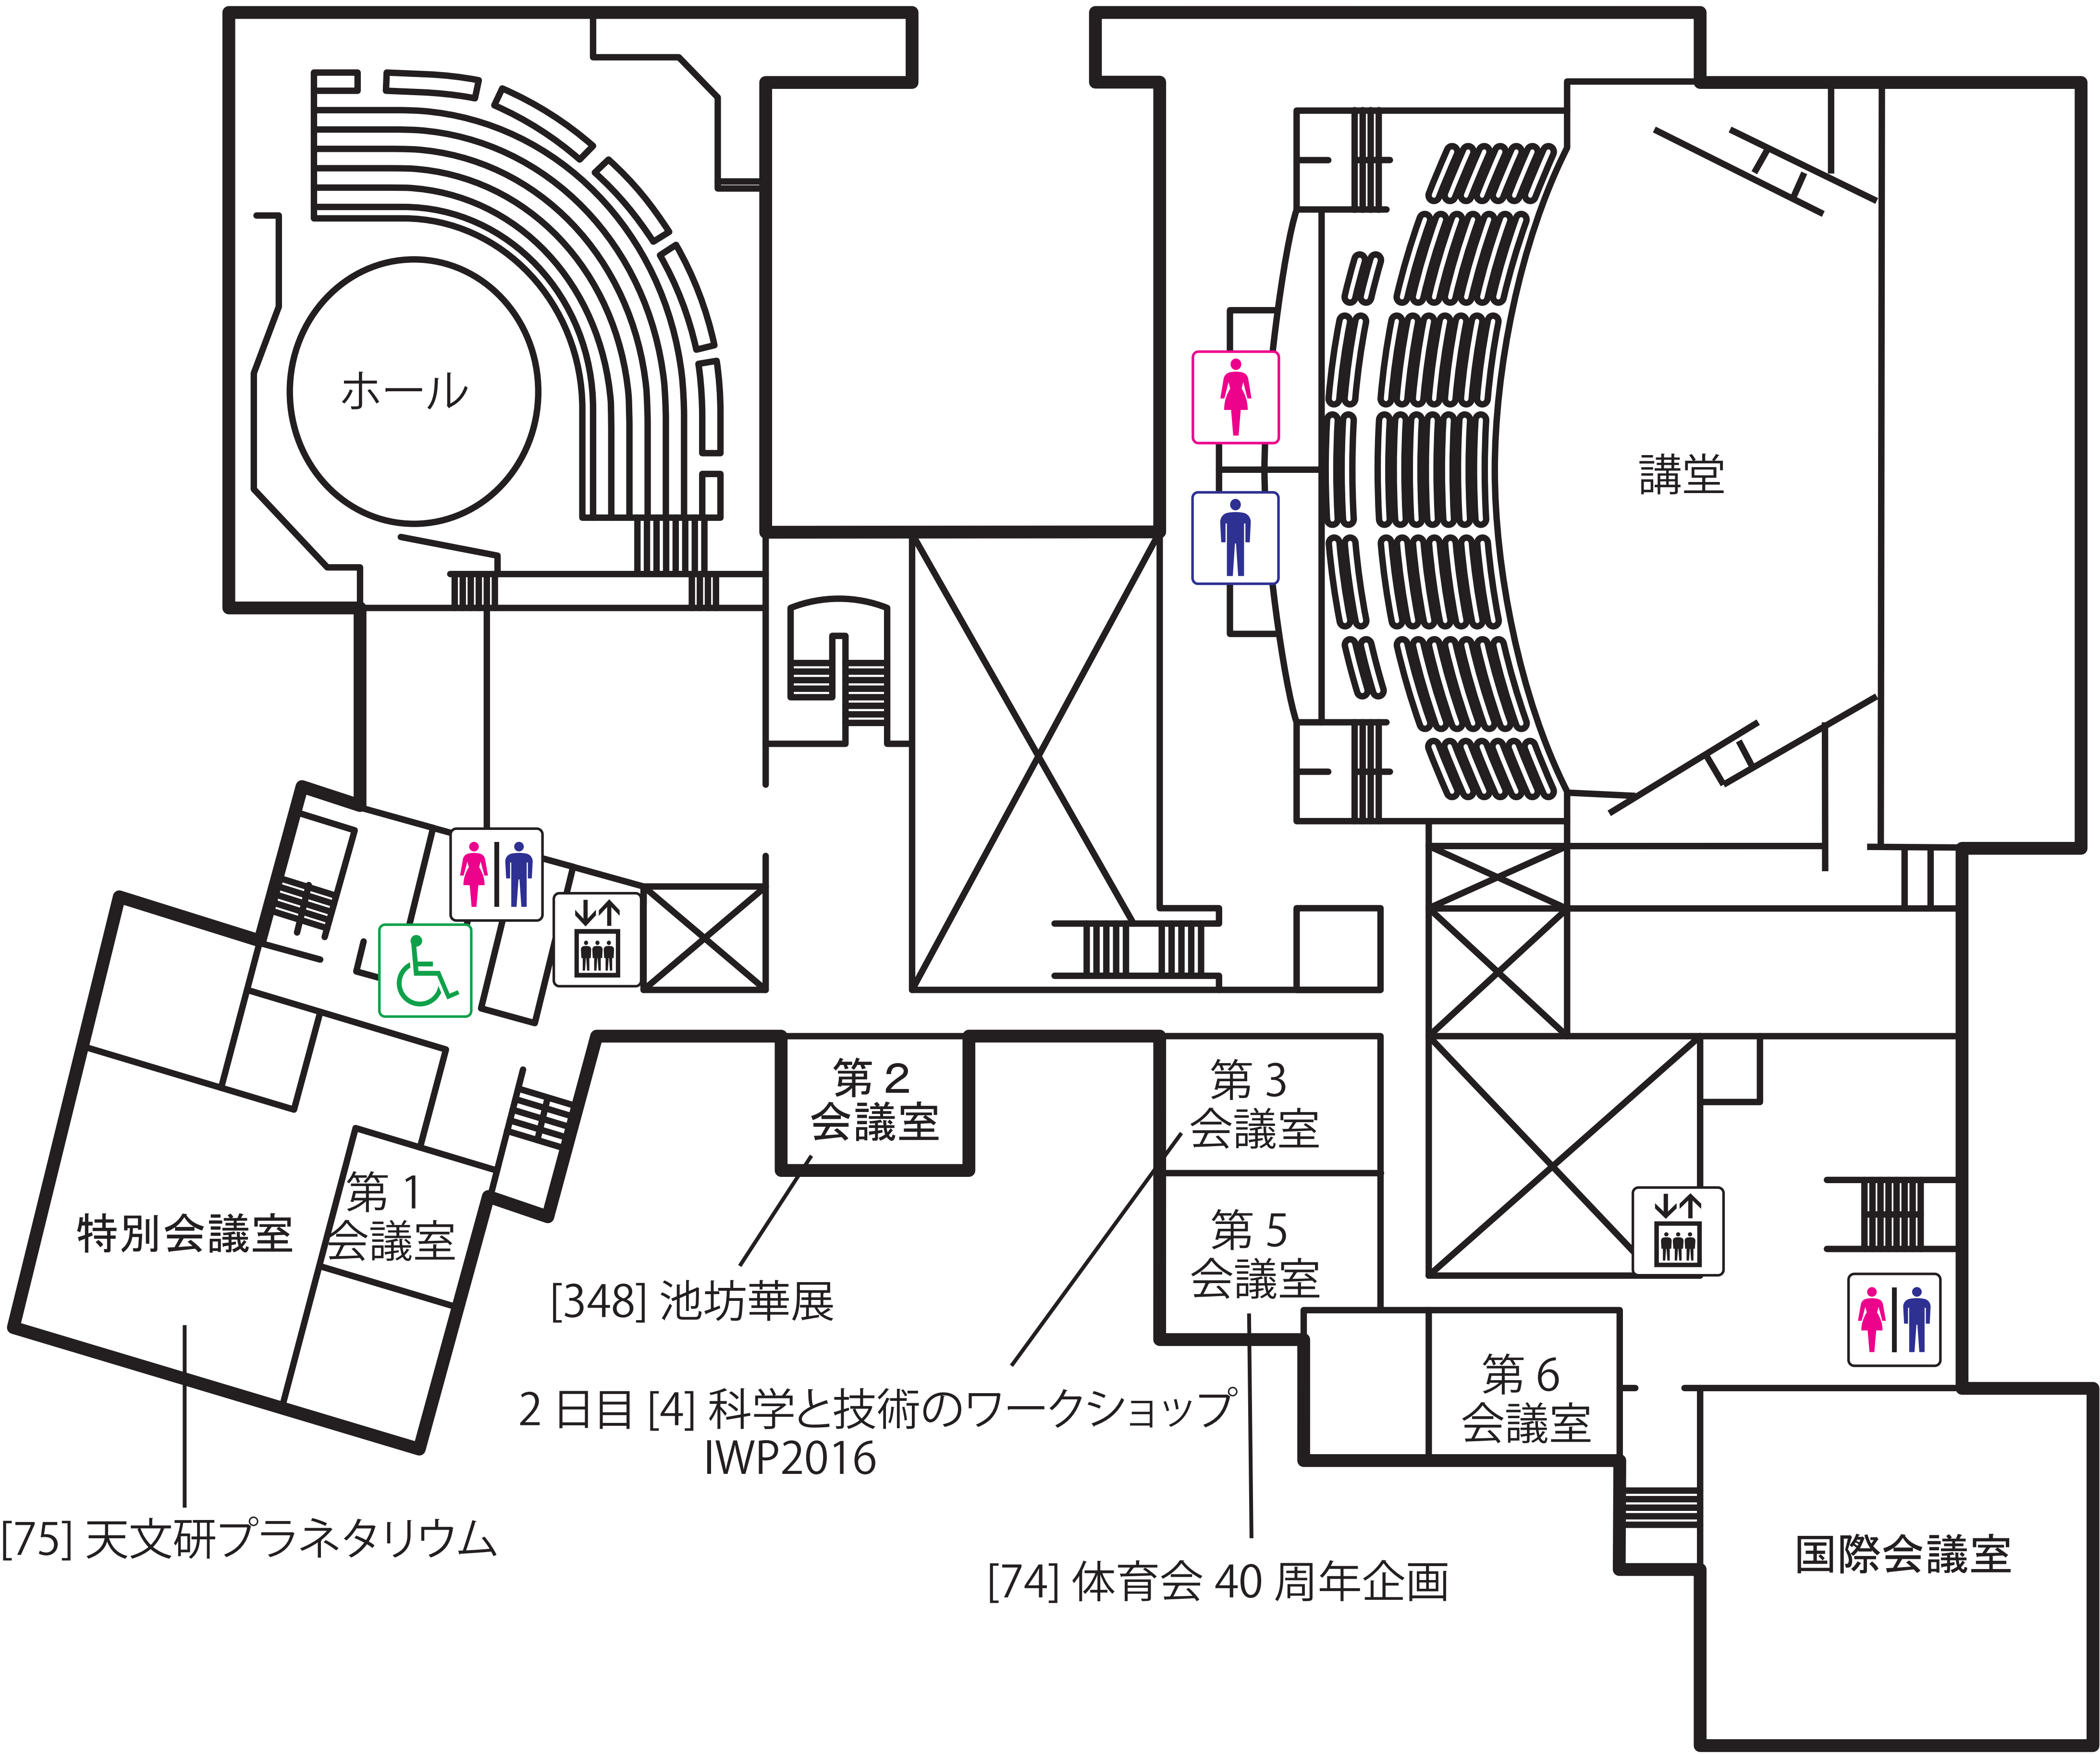 ホール
講堂
第２
会議室
第 3
会議室
第 1
会議室
特別会議室
第 5
会議室
[348] 池坊華展
第 6
会議室
2 日目 [4] 科学と技術のワークショップ
IWP2016
[75] 天文研プラネタリウム
[74] 体育会 40 周年企画
国際会議室